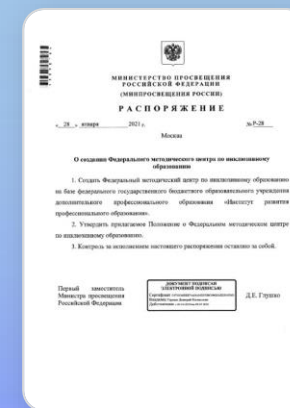 МИНИСТЕРСТВО ПРОСВЕЩЕНИЯ
РОССИЙСКОЙ ФЕДЕРАЦИИ
(МИНПРОСВЕЩЕНИЯ РОССИИ)
РАСПОРЯЖЕНИЕ
« 28 » января 2021 г. № Р-28
Москва
О создании Федерального методического центра по инклюзивному
образованию
1. Создать Федеральный методический центр по инклюзивному образованию
на базе федерального государственного бюджетного образовательного учреждения
дополнительного профессионального образования «Институт развития
профессионального образования».
2. Утвердить прилагаемое Положение о Федеральном методическом центре
по инклюзивному образованию.
3. Контроль за исполнением настоящего распоряжения оставляю за собой.
Первый заместитель
Министра просвещения
Российской Федерации
ДОКУМЕНТ ПОДПИСАН
ЭЛЕКТРОННОЙ ПОДПИСЬЮ
Д.Е. Глушко